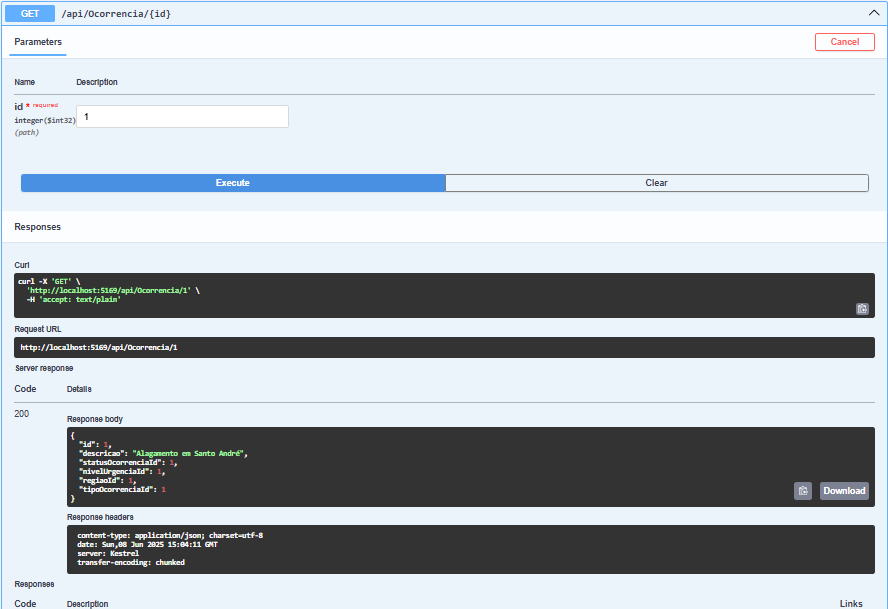 GET /api/Ocorrencia/{id}
Parameters
Cancel
Name Description
id * required
integer($int32)
(path)
1
Execute Clear
Responses
Curl
curl -X 'GET' \
'http://localhost:5169/api/Ocorrencia/1' \
-H 'accept: text/plain'
Request URL
http://localhost:5169/api/Ocorrencia/1
Server response
Code Details
200
Response body
{
"id": 1,
"descricao": "Alagamento em Santo André",
"statusOcorrenciaId": 1,
"nivelUrgenciaId": 1,
"regiaoId": 1,
"tipoOcorrenciaId": 1
}
Download
Response headers
content-type: application/json; charset=utf-8
date: Sun,08 Jun 2025 15:04:11 GMT
server: Kestrel
transfer-encoding: chunked
Responses
Code Description Links